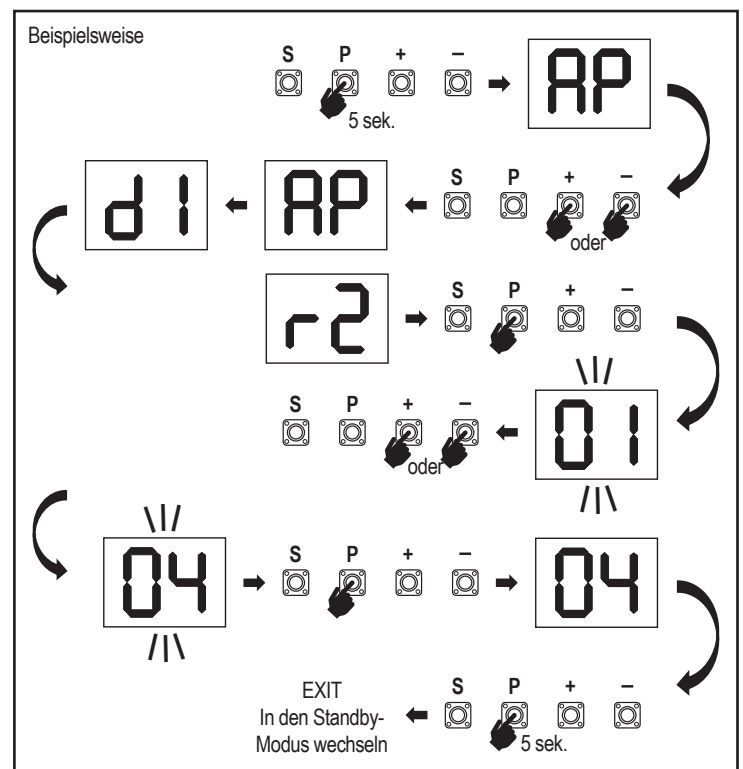 Beispielsweise
S P + –
5 sek.
AP
S P + –
oder
AP
d1
r2
S P + –
01
S P + –
oder
04
S P + –
04
S P + –
5 sek.
EXIT
In den Standby-
Modus wechseln